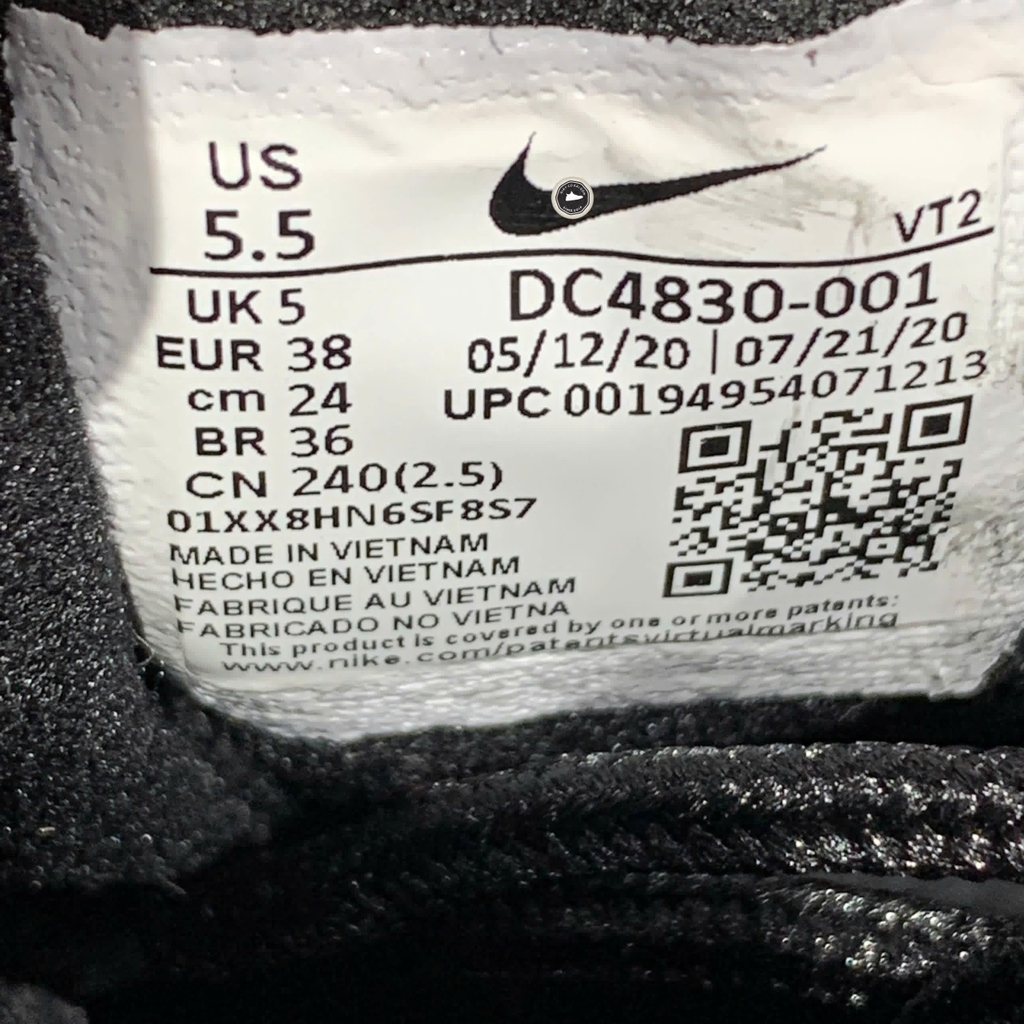 US
5.5
VT2
UK 5
EUR 38
cm 24
BR 36
CN 240(2.5)
DC4830-001
05/12/20 | 07/21/20
UPC 00194954071213
01XX8HN6SF8S7
MADE IN VIETNAM
HECHO EN VIETNAM
FABRIQUE AU VIETNAM
FABRICADO NO VIETNA
This product is covered by one or more patents:
www.nike.com/patentsvirtualmarking